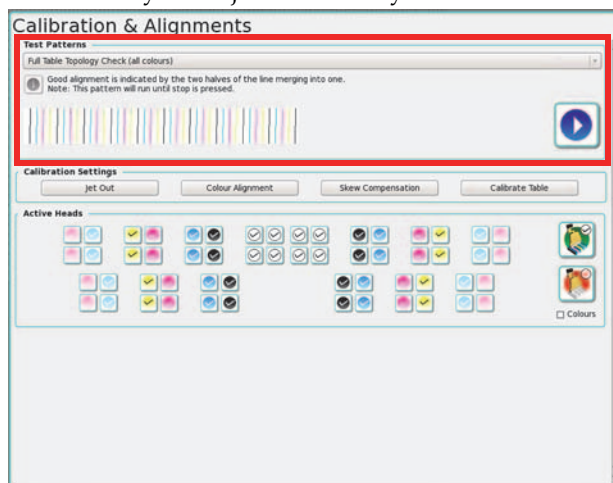 Calibration & Alignments
Test Patterns
Full Table Topology Check (all colours)
Good alignment is indicated by the two halves of the line merging into one.
Note: This pattern will run until stop is pressed.
Calibration Settings
Jet Out Colour Alignment Skew Compensation Calibrate Table
Active Heads
Colours